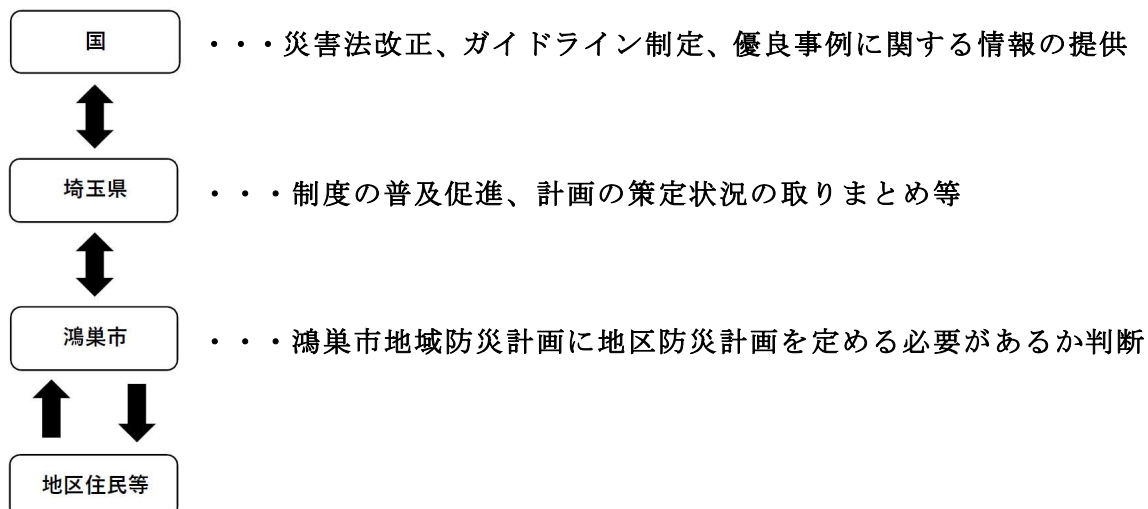 国 ・・・災害法改正、ガイドライン制定、優良事例に関する情報の提供
埼玉県 ・・・制度の普及促進、計画の策定状況の取りまとめ等
鴻巣市 ・・・鴻巣市地域防災計画に地区防災計画を定める必要があるか判断
地区住民等